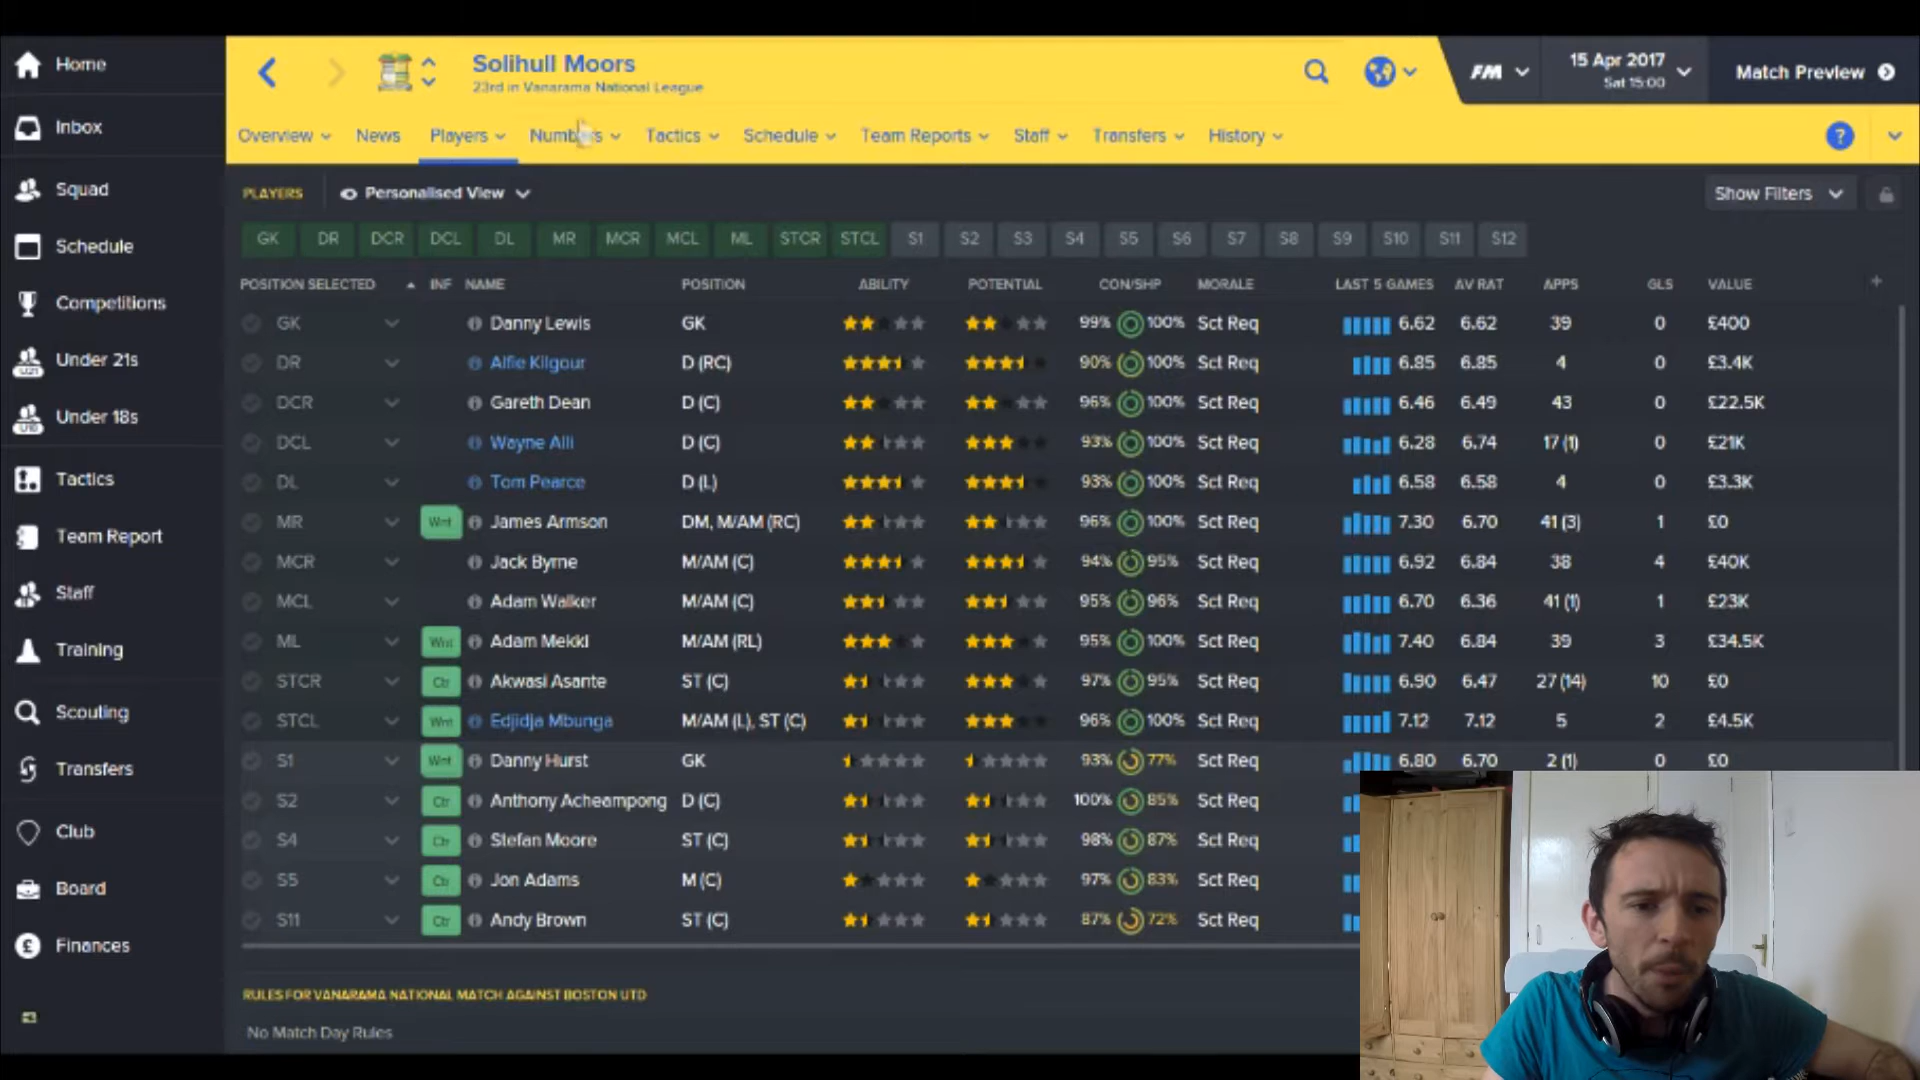 Home
Inbox
Squad
Schedule
Competitions
Under 21s
Under 18s
Tactics
Team Report
Staff
Training
Scouting
Transfers
Club
Board
Finances
Solihull Moors
23rd in Vanarama National League
FM
15 Apr 2017
Sat 15:00
Match Preview
Overview News Players Numbers Tactics Schedule Team Reports Staff Transfers History ?
PLAYERS Personalised View Show Filters
GK DR DCR DCL DL MR MCR MCL ML STCR STCL S1 S2 S3 S4 S5 S6 S7 S8 S9 S10 S11 S12
POSITION SELECTED INF NAME POSITION ABILITY POTENTIAL CON/SHP MORALE LAST 5 GAMES AV RAT APPS GLS VALUE
GK Danny Lewis GK 99% 100% Sct Req 6.62 6.62 39 0 £400
DR Alfie Kilgour D (RC) 90% 100% Sct Req 6.85 6.85 4 0 £3.4K
DCR Gareth Dean D (C) 96% 100% Sct Req 6.46 6.49 43 0 £22.5K
DCL Wayne Alli D (C) 93% 100% Sct Req 6.28 6.74 17 (1) 0 £21K
DL Tom Pearce D (L) 93% 100% Sct Req 6.58 6.58 4 0 £3.3K
MR Wnt James Armson DM, M/AM (RC) 96% 100% Sct Req 7.30 6.70 41 (3) 1 £0
MCR Jack Byrne M/AM (C) 94% 95% Sct Req 6.92 6.84 38 4 £40K
MCL Adam Walker M/AM (C) 95% 96% Sct Req 6.70 6.36 41 (1) 1 £23K
ML Wnt Adam Mekki M/AM (RL) 95% 100% Sct Req 7.40 6.84 39 3 £34.5K
STCR Ctr Akwasi Asante ST (C) 97% 95% Sct Req 6.90 6.47 27 (14) 10 £0
STCL Wnt Edjidja Mbunga M/AM (L), ST (C) 96% 100% Sct Req 7.12 7.12 5 2 £4.5K
S1 Wnt Danny Hurst GK 93% 77% Sct Req 6.80 6.70 2 (1) 0 £0
S2 Ctr Anthony Acheampong D (C) 100% 85% Sct Req
S4 Ctr Stefan Moore ST (C) 98% 87% Sct Req
S5 Ctr Jon Adams M (C) 97% 83% Sct Req
S11 Ctr Andy Brown ST (C) 87% 72% Sct Req
RULES FOR VANARAMA NATIONAL MATCH AGAINST BOSTON UTD
No Match Day Rules